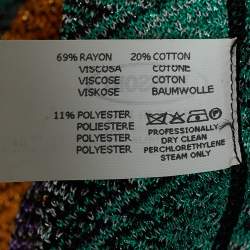 69% RAYON 20% COTTON
VISCOSA COTONE
VISCOSE COTON
VISKOSE BAUMWOLLE
11% POLYESTER
POLIESTERE
POLYESTER
POLYESTER
PROFESSIONALLY
DRY CLEAN
PERCHLORETHYLENE
STEAM ONLY